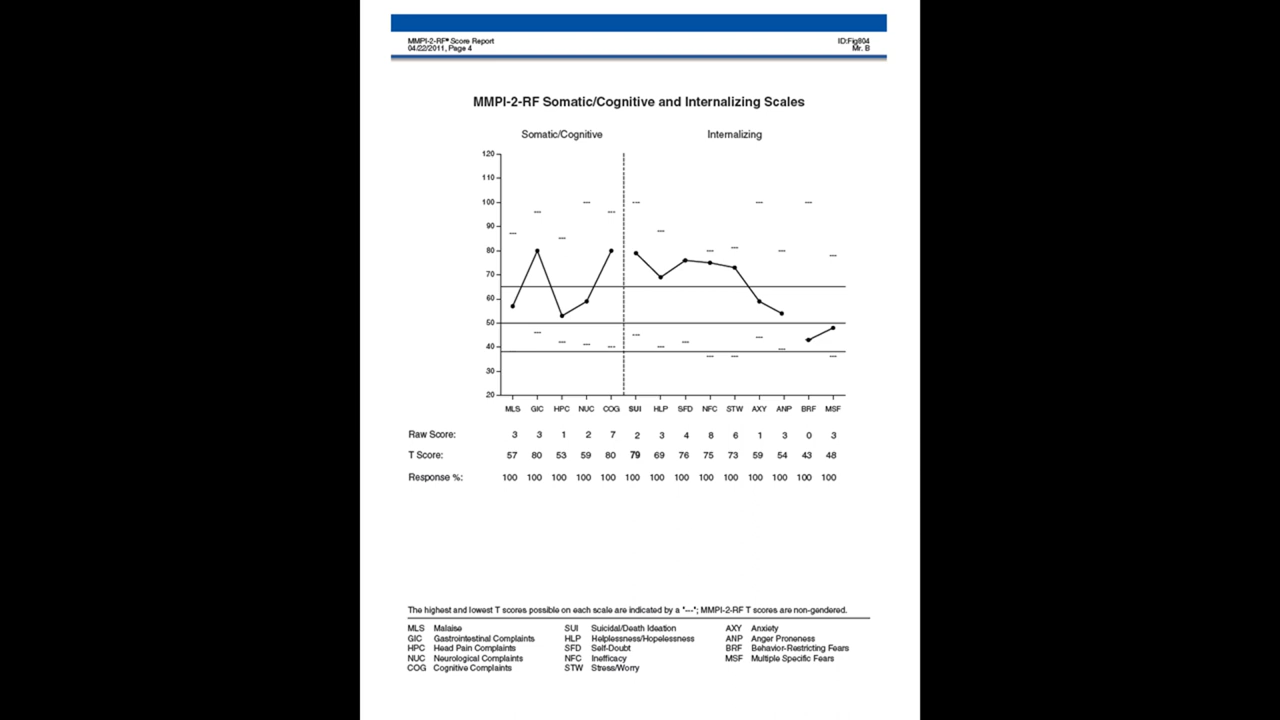 MMPI-2-RF® Score Report
04/22/2011, Page 4
ID:Fig804
Mr. B
MMPI-2-RF Somatic/Cognitive and Internalizing Scales
Somatic/Cognitive Internalizing
120
110
100
90
80
70
60
50
40
30
20
MLS GIC HPC NUC COG SUI HLP SFD NFC STW AXY ANP BRF MSF
Raw Score: 3 3 1 2 7 2 3 4 8 6 1 3 0 3
T Score: 57 80 53 59 80 79 69 76 75 73 59 54 43 48
Response %: 100 100 100 100 100 100 100 100 100 100 100 100 100 100
The highest and lowest T scores possible on each scale are indicated by a "---"; MMPI-2-RF T scores are non-gendered.
MLS Malaise SUI Suicidal/Death Ideation AXY Anxiety
GIC Gastrointestinal Complaints HLP Helplessness/Hopelessness ANP Anger Proneness
HPC Head Pain Complaints SFD Self-Doubt BRF Behavior-Restricting Fears
NUC Neurological Complaints NFC Inefficacy MSF Multiple Specific Fears
COG Cognitive Complaints STW Stress/Worry